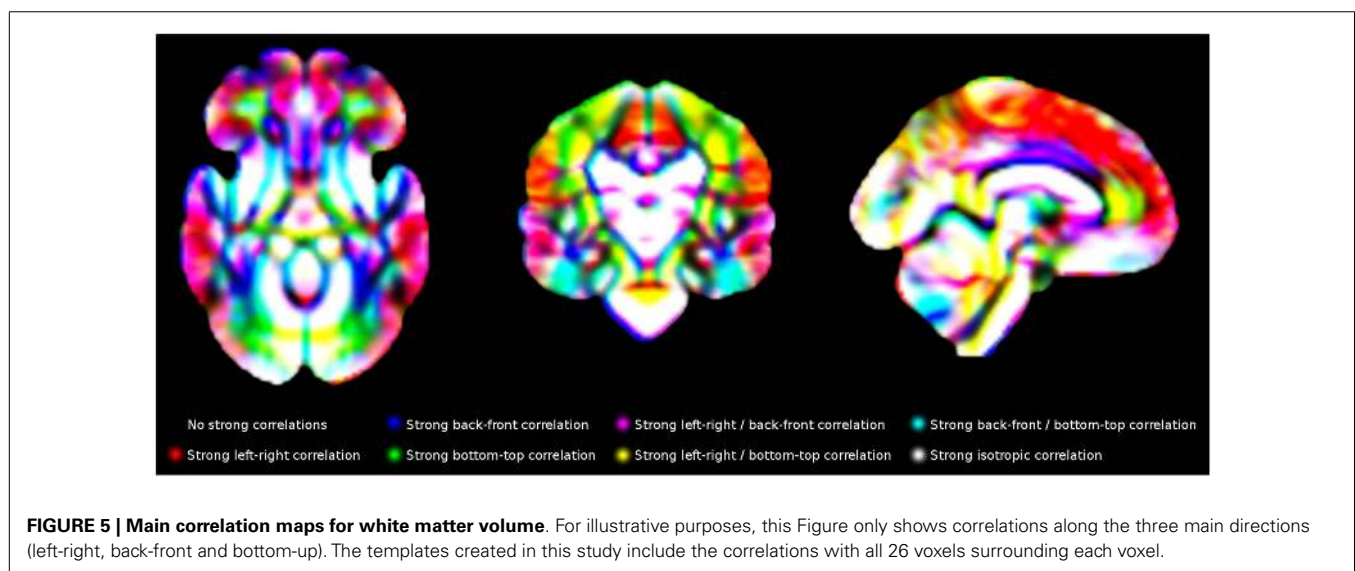 No strong correlations
Strong back-front correlation
Strong left-right / back-front correlation
Strong back-front / bottom-top correlation
Strong left-right correlation
Strong bottom-top correlation
Strong left-right / bottom-top correlation
Strong isotropic correlation
FIGURE 5 | Main correlation maps for white matter volume. For illustrative purposes, this Figure only shows correlations along the three main directions
(left-right, back-front and bottom-up). The templates created in this study include the correlations with all 26 voxels surrounding each voxel.